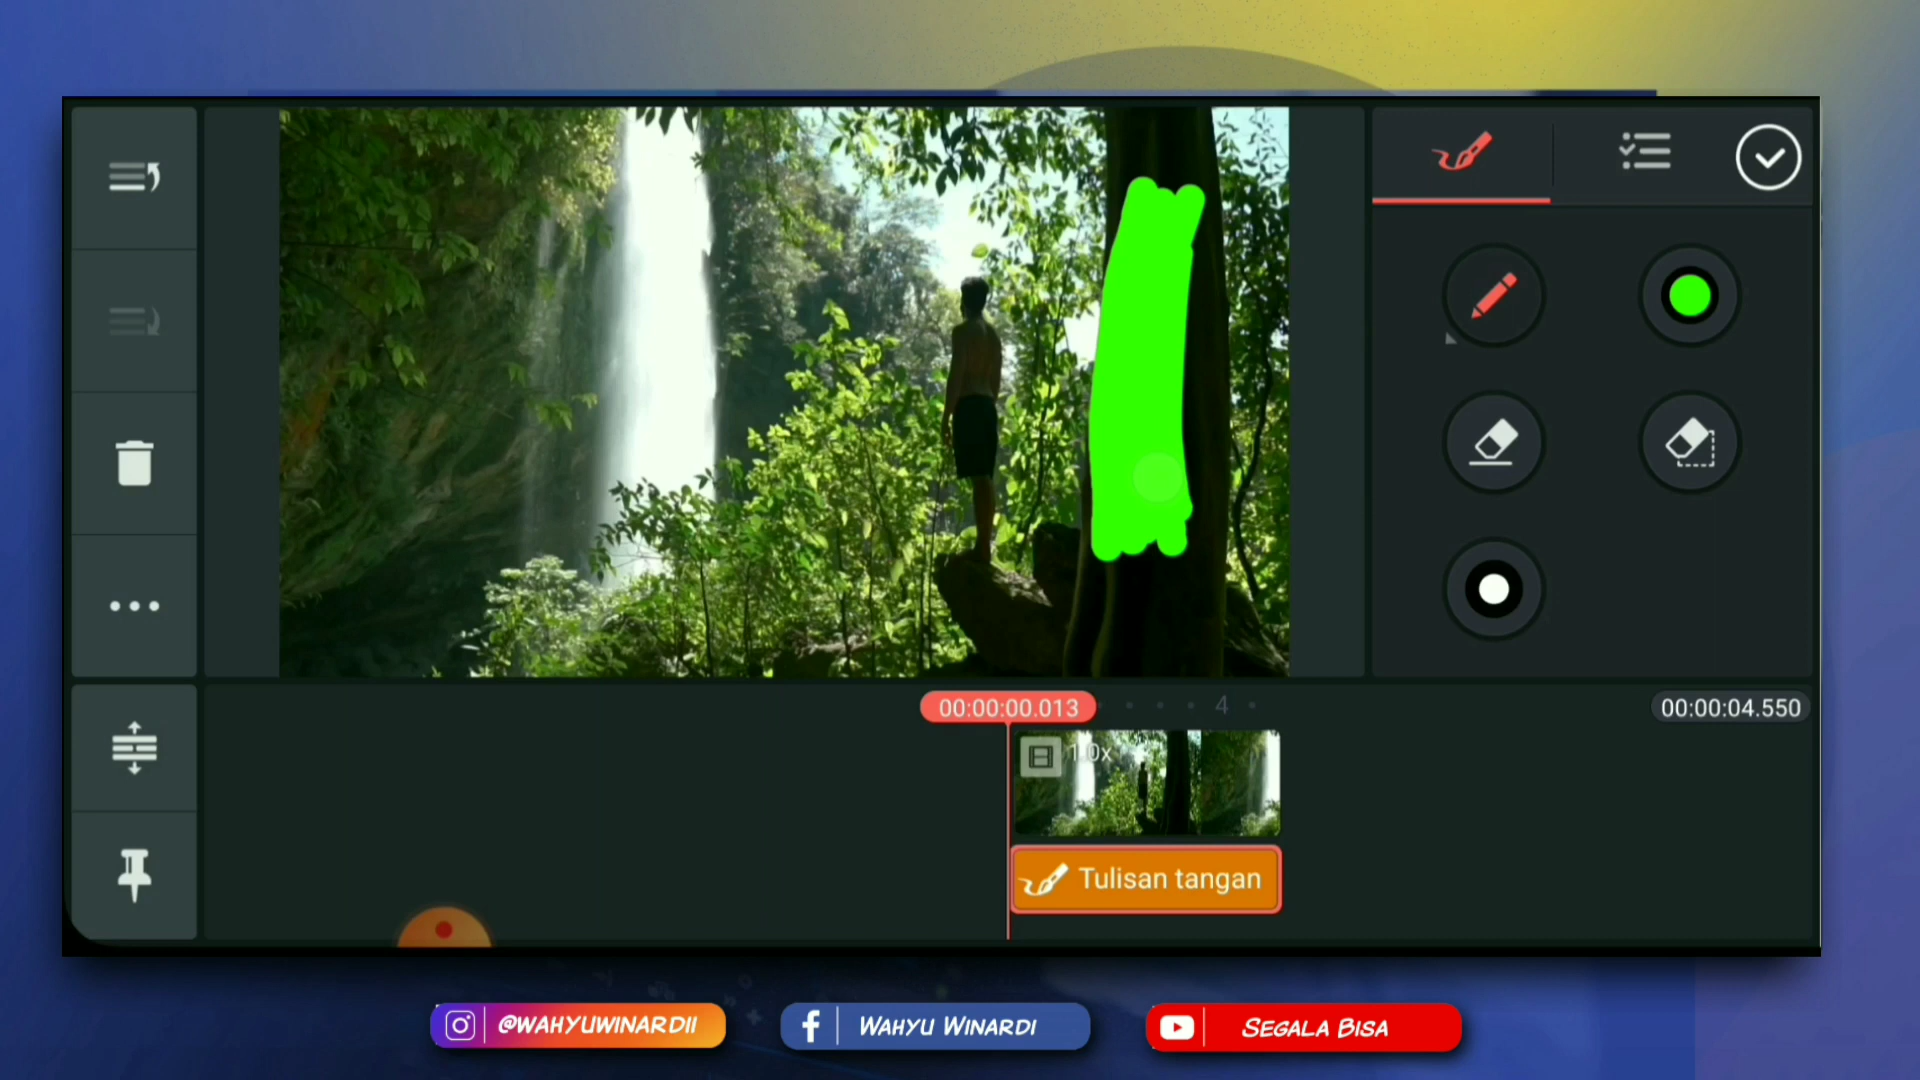 00:00:00.013
4
00:00:04.550
1.0x
Tulisan tangan
@WAHYUWINARDII
WAHYU WINARDI
SEGALA BISA